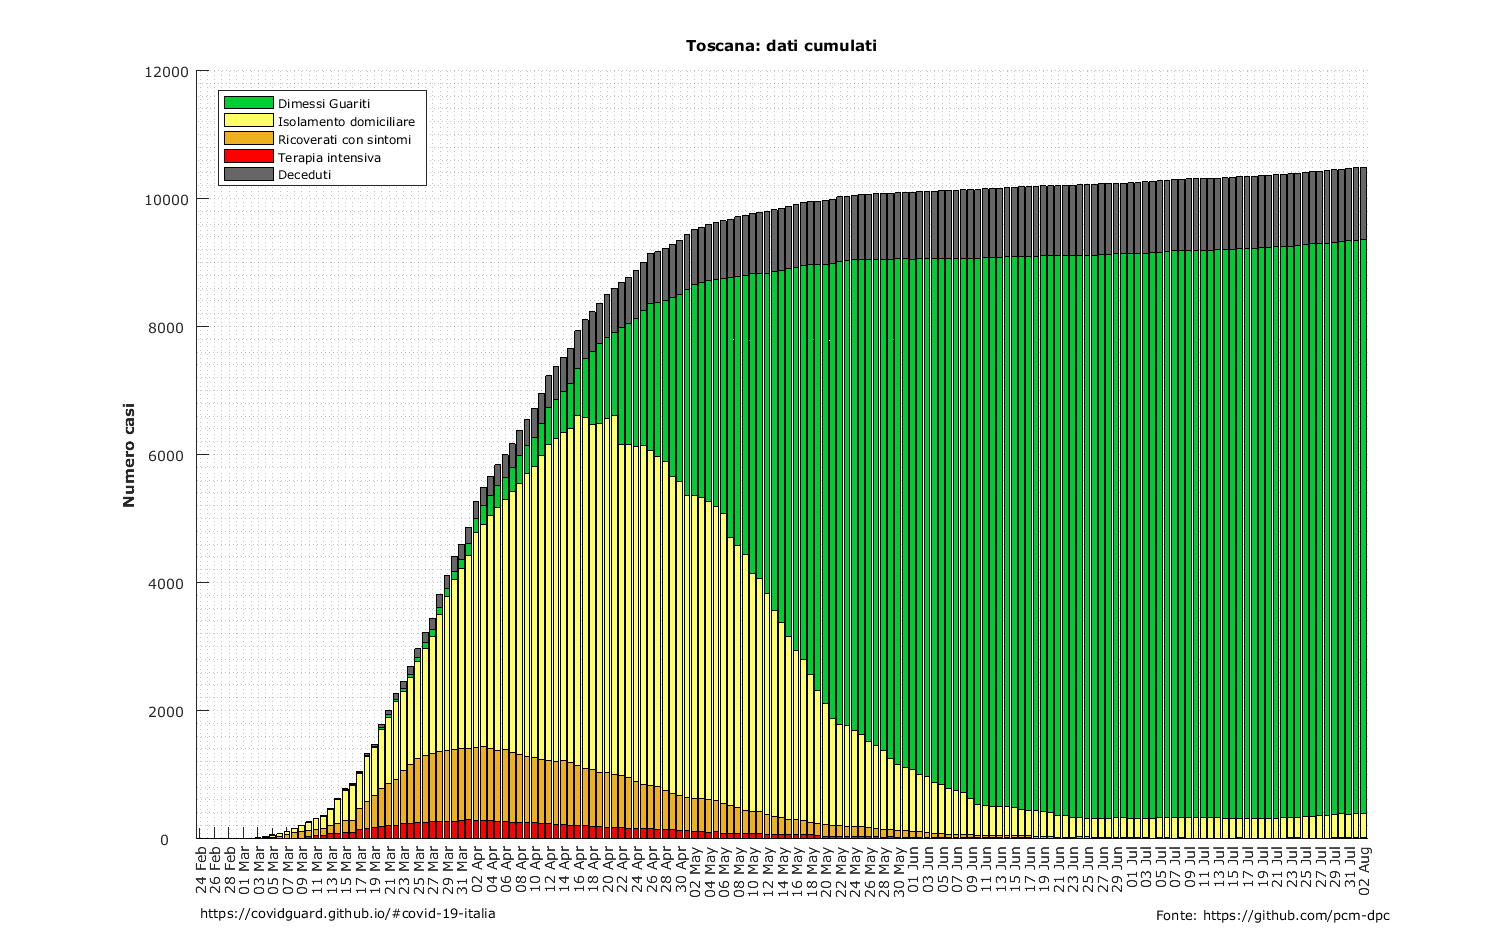 Toscana: dati cumulati
12000
10000
8000
6000
4000
2000
0
Numero casi
Dimessi Guariti
Isolamento domiciliare
Ricoverati con sintomi
Terapia intensiva
Deceduti
24 Feb
26 Feb
28 Feb
01 Mar
03 Mar
05 Mar
07 Mar
09 Mar
11 Mar
13 Mar
15 Mar
17 Mar
19 Mar
21 Mar
23 Mar
25 Mar
27 Mar
29 Mar
31 Mar
02 Apr
04 Apr
06 Apr
08 Apr
10 Apr
12 Apr
14 Apr
16 Apr
18 Apr
20 Apr
22 Apr
24 Apr
26 Apr
28 Apr
30 Apr
02 May
04 May
06 May
08 May
10 May
12 May
14 May
16 May
18 May
20 May
22 May
24 May
26 May
28 May
30 May
01 Jun
03 Jun
05 Jun
07 Jun
09 Jun
11 Jun
13 Jun
15 Jun
17 Jun
19 Jun
21 Jun
23 Jun
25 Jun
27 Jun
29 Jun
01 Jul
03 Jul
05 Jul
07 Jul
09 Jul
11 Jul
13 Jul
15 Jul
17 Jul
19 Jul
21 Jul
23 Jul
25 Jul
27 Jul
29 Jul
31 Jul
02 Aug
https://covidguard.github.io/#covid-19-italia
Fonte: https://github.com/pcm-dpc